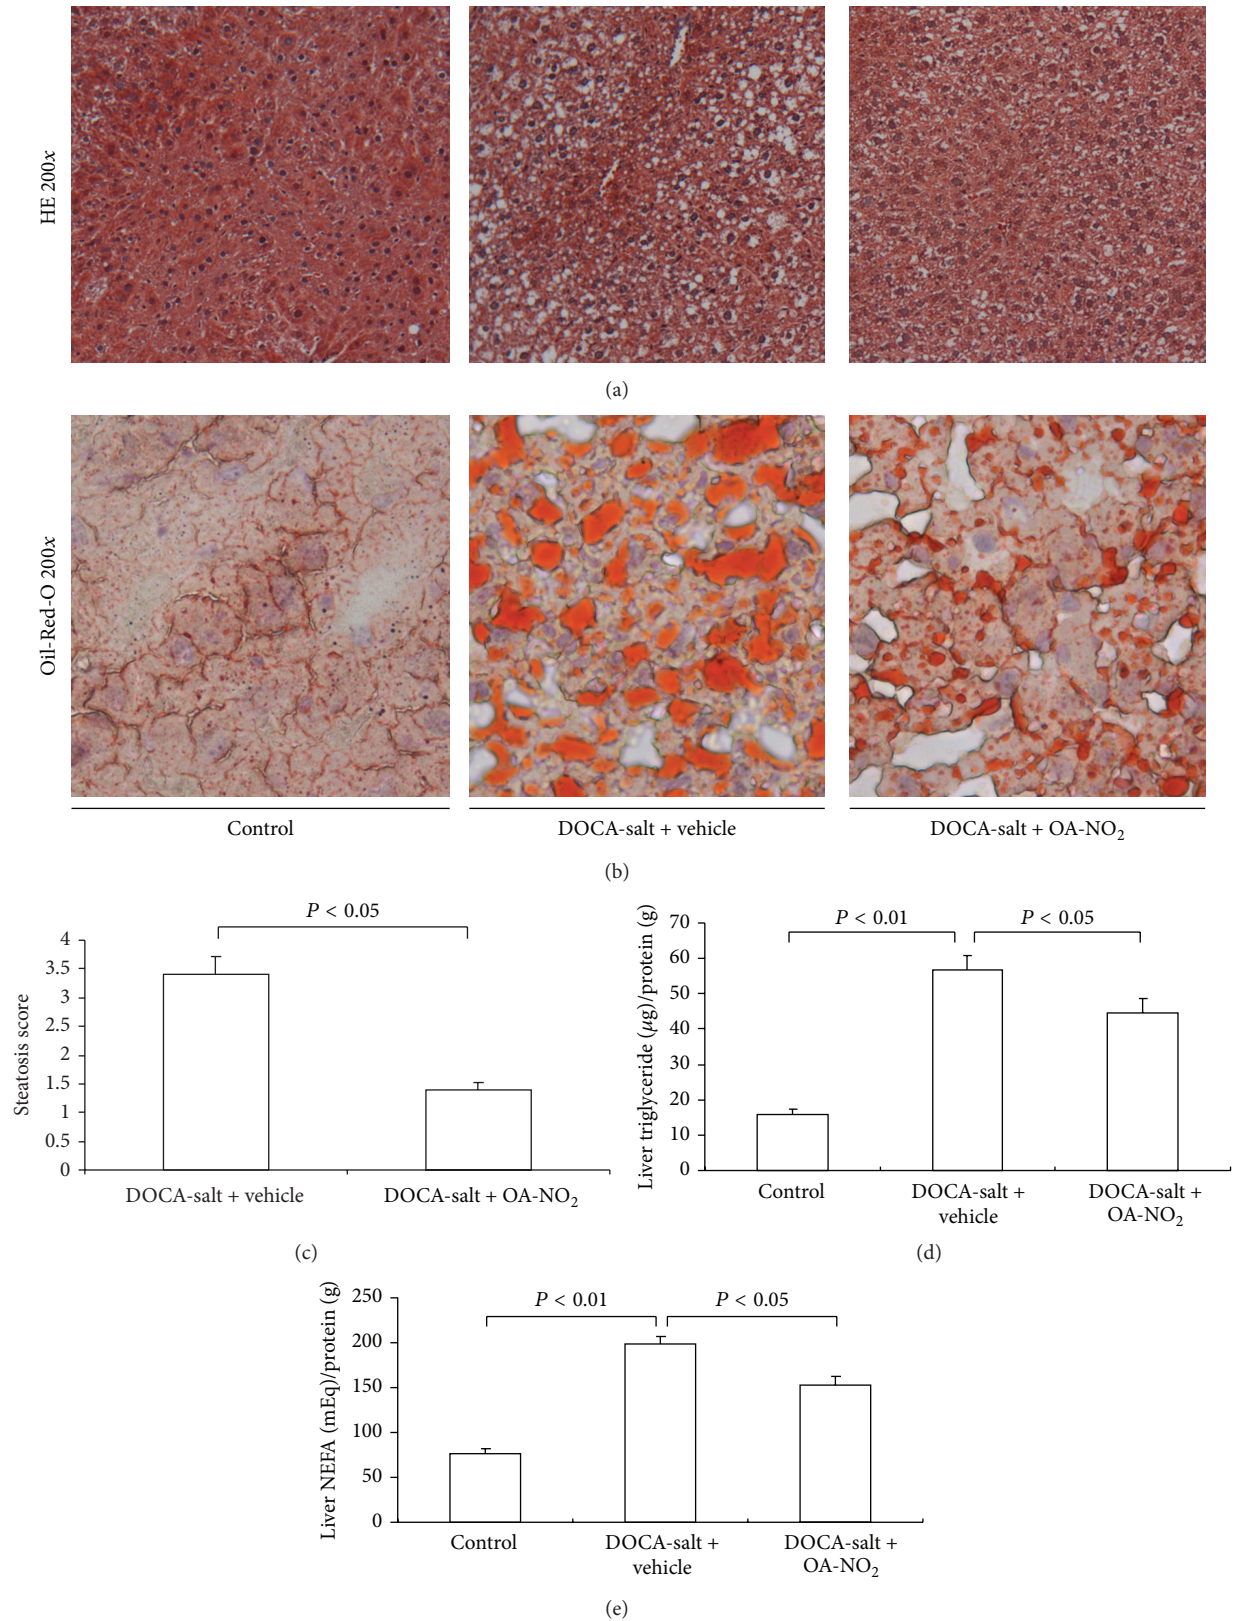 HE 200x
(a)
Oil-Red-O 200x
Control
DOCA-salt + vehicle
DOCA-salt + OA-NO₂
(b)
P < 0.05
Steatosis score
4
3.5
3
2.5
2
1.5
1
0.5
0
DOCA-salt + vehicle
DOCA-salt + OA-NO₂
(c)
P < 0.01
P < 0.05
Liver triglyceride (μg)/protein (g)
70
60
50
40
30
20
10
0
Control
DOCA-salt +
vehicle
DOCA-salt +
OA-NO₂
(d)
P < 0.01
P < 0.05
Liver NEFA (mEq)/protein (g)
250
200
150
100
50
0
Control
DOCA-salt +
vehicle
DOCA-salt +
OA-NO₂
(e)